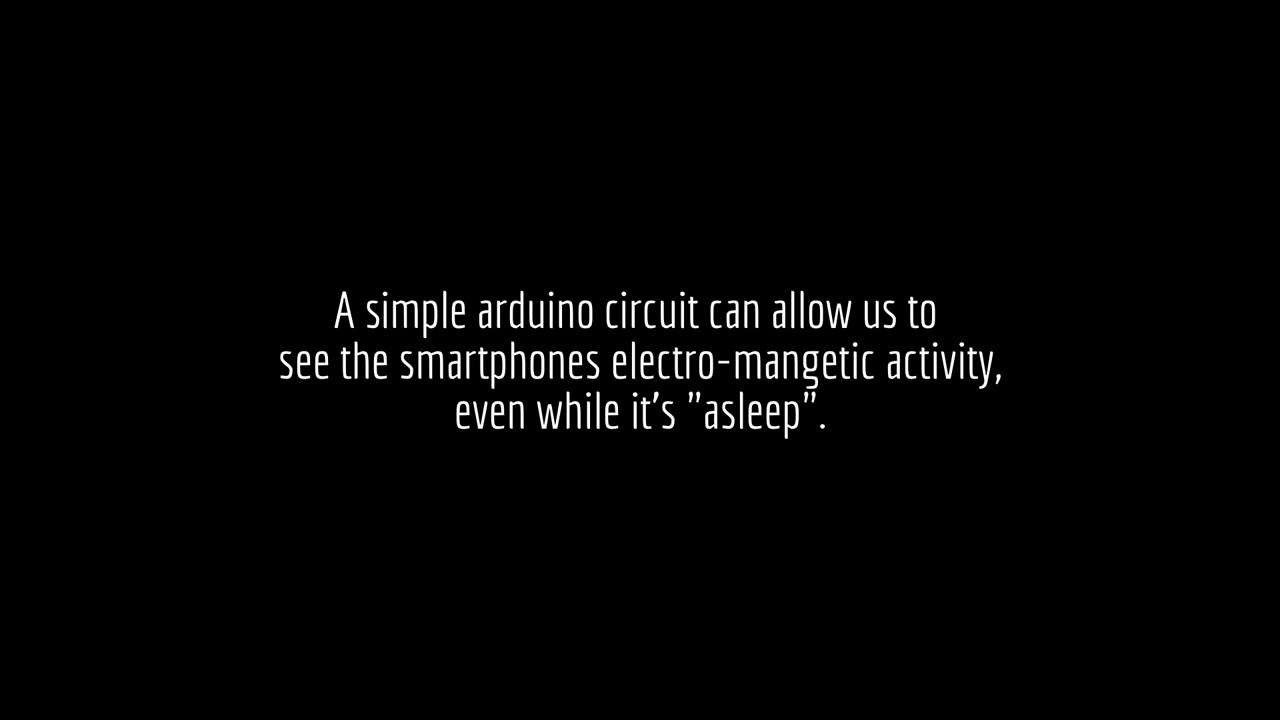 A simple arduino circuit can allow us to
see the smartphones electro-mangetic activity,
even while it’s ”asleep”.